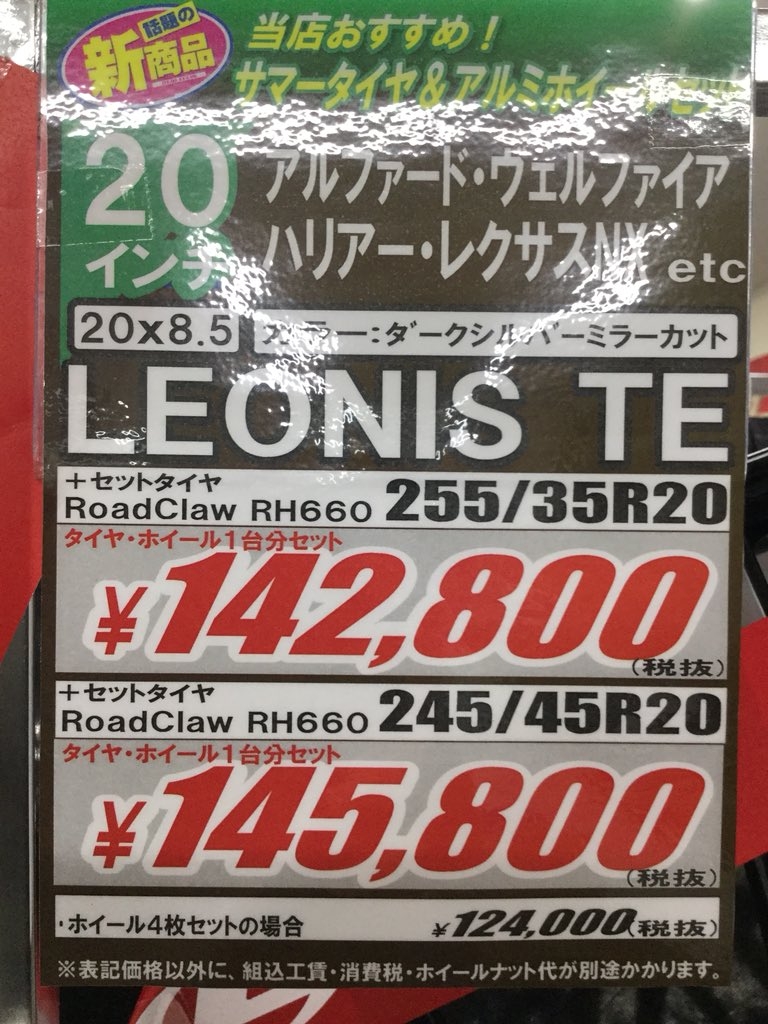 話題の
新商品
当店おすすめ！
サマータイヤ&アルミホイールセット
20
インチ
アルファード・ヴェルファイア
ハリアー・レクサスNX etc
20x8.5 カラー:ダークシルバーミラーカット
LEONIS TE
+セットタイヤ
RoadClaw RH660 255/35R20
タイヤ・ホイール1台分セット
¥142,800
(税抜)
+セットタイヤ
RoadClaw RH660 245/45R20
タイヤ・ホイール1台分セット
¥145,800
(税抜)
・ホイール4枚セットの場合 ¥124,000(税抜)
※表記価格以外に、組込工賃・消費税・ホイールナット代が別途かかります。